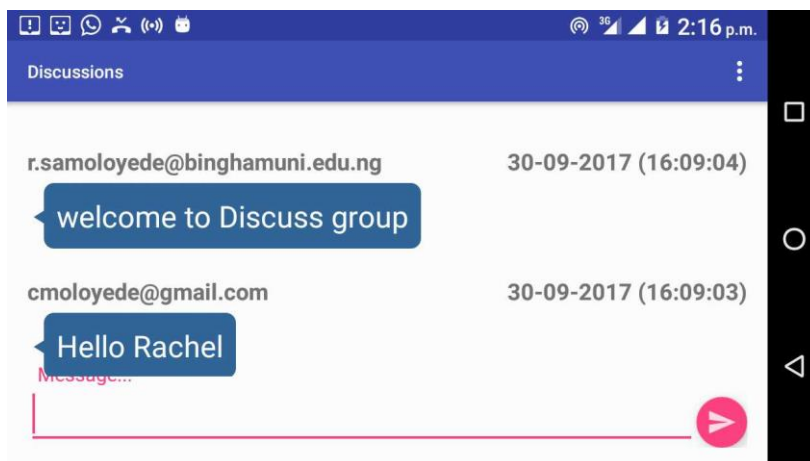 3G 2:16 p.m.
Discussions
r.samoloyede@binghamuni.edu.ng 30-09-2017 (16:09:04)
welcome to Discuss group
cmoloyede@gmail.com 30-09-2017 (16:09:03)
Hello Rachel
Message...